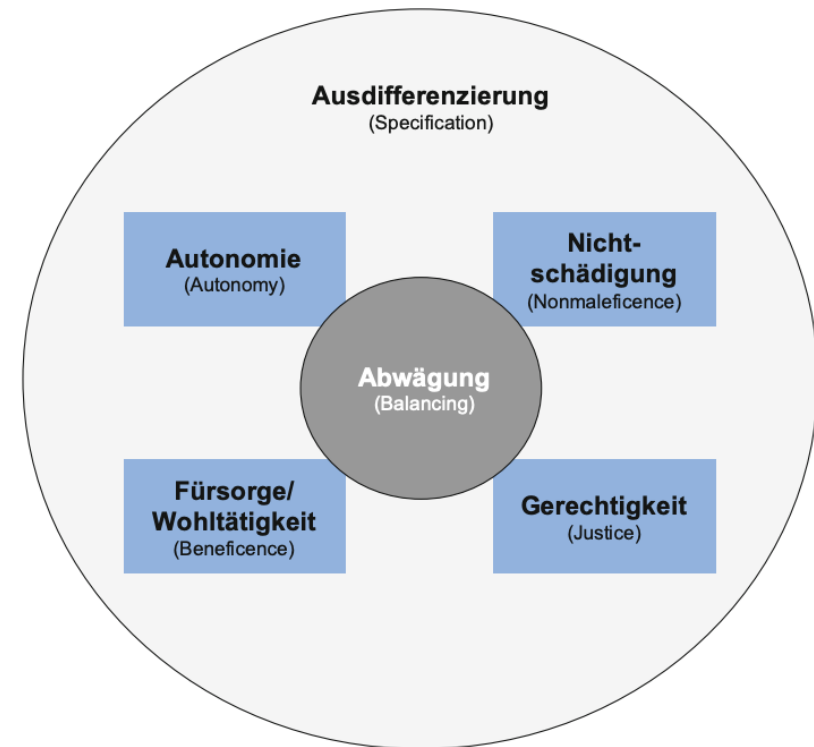 Ausdifferenzierung
(Specification)
Autonomie
(Autonomy)
Nicht-
schädigung
(Nonmaleficence)
Abwägung
(Balancing)
Fürsorge/
Wohltätigkeit
(Beneficence)
Gerechtigkeit
(Justice)